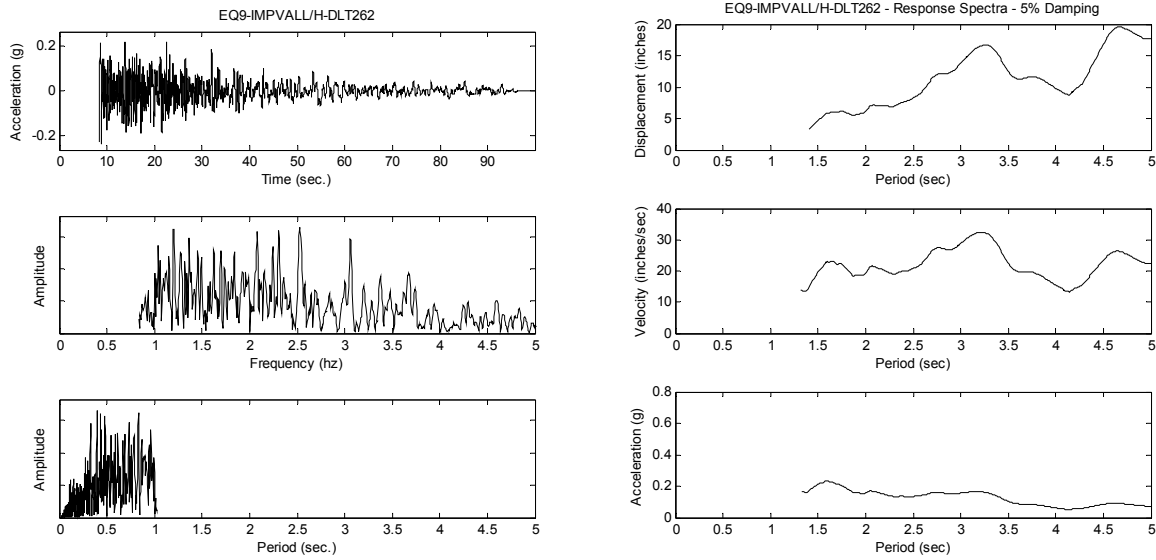 EQ9-IMPVALL/H-DLT262
0.2
0
-0.2
Acceleration (g)
0 10 20 30 40 50 60 70 80 90
Time (sec.)
Amplitude
0 0.5 1 1.5 2 2.5 3 3.5 4 4.5 5
Frequency (hz)
Amplitude
0 0.5 1 1.5 2 2.5 3 3.5 4 4.5 5
Period (sec.)
EQ9-IMPVALL/H-DLT262 - Response Spectra - 5% Damping
20
15
10
5
0
Displacement (inches)
0 0.5 1 1.5 2 2.5 3 3.5 4 4.5 5
Period (sec)
40
30
20
10
0
Velocity (inches/sec)
0 0.5 1 1.5 2 2.5 3 3.5 4 4.5 5
Period (sec)
0.8
0.6
0.4
0.2
0
Acceleration (g)
0 0.5 1 1.5 2 2.5 3 3.5 4 4.5 5
Period (sec)